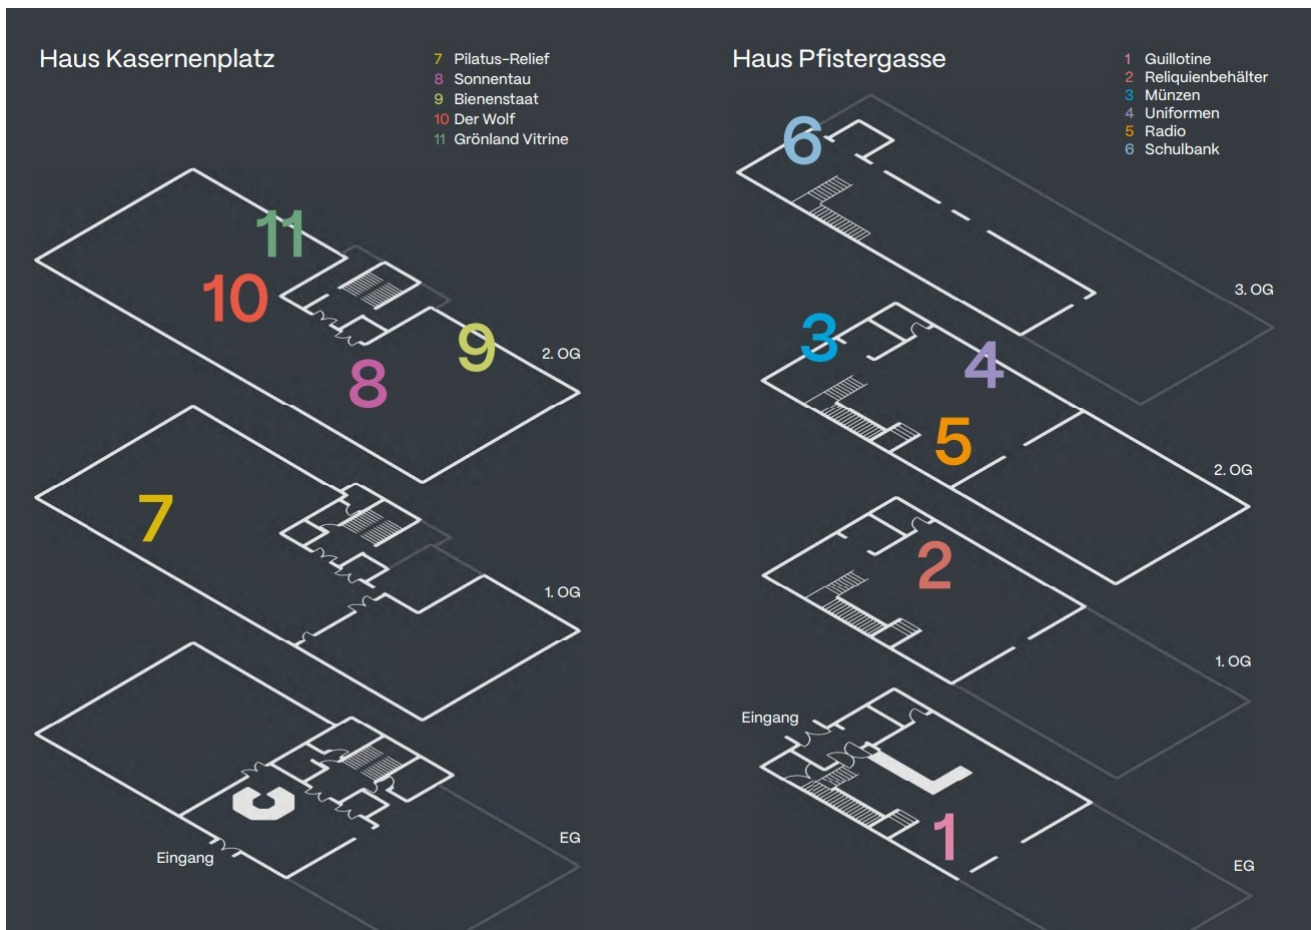 Haus Kasernenplatz
7 Pilatus-Relief
8 Sonnentau
9 Bienenstaat
10 Der Wolf
11 Grönland Vitrine
11
10
9
8
2. OG
7
1. OG
EG
Eingang
Haus Pfistergasse
1 Guillotine
2 Reliquienbehälter
3 Münzen
4 Uniformen
5 Radio
6 Schulbank
6
3. OG
3
4
5
2. OG
2
1. OG
Eingang
1
EG